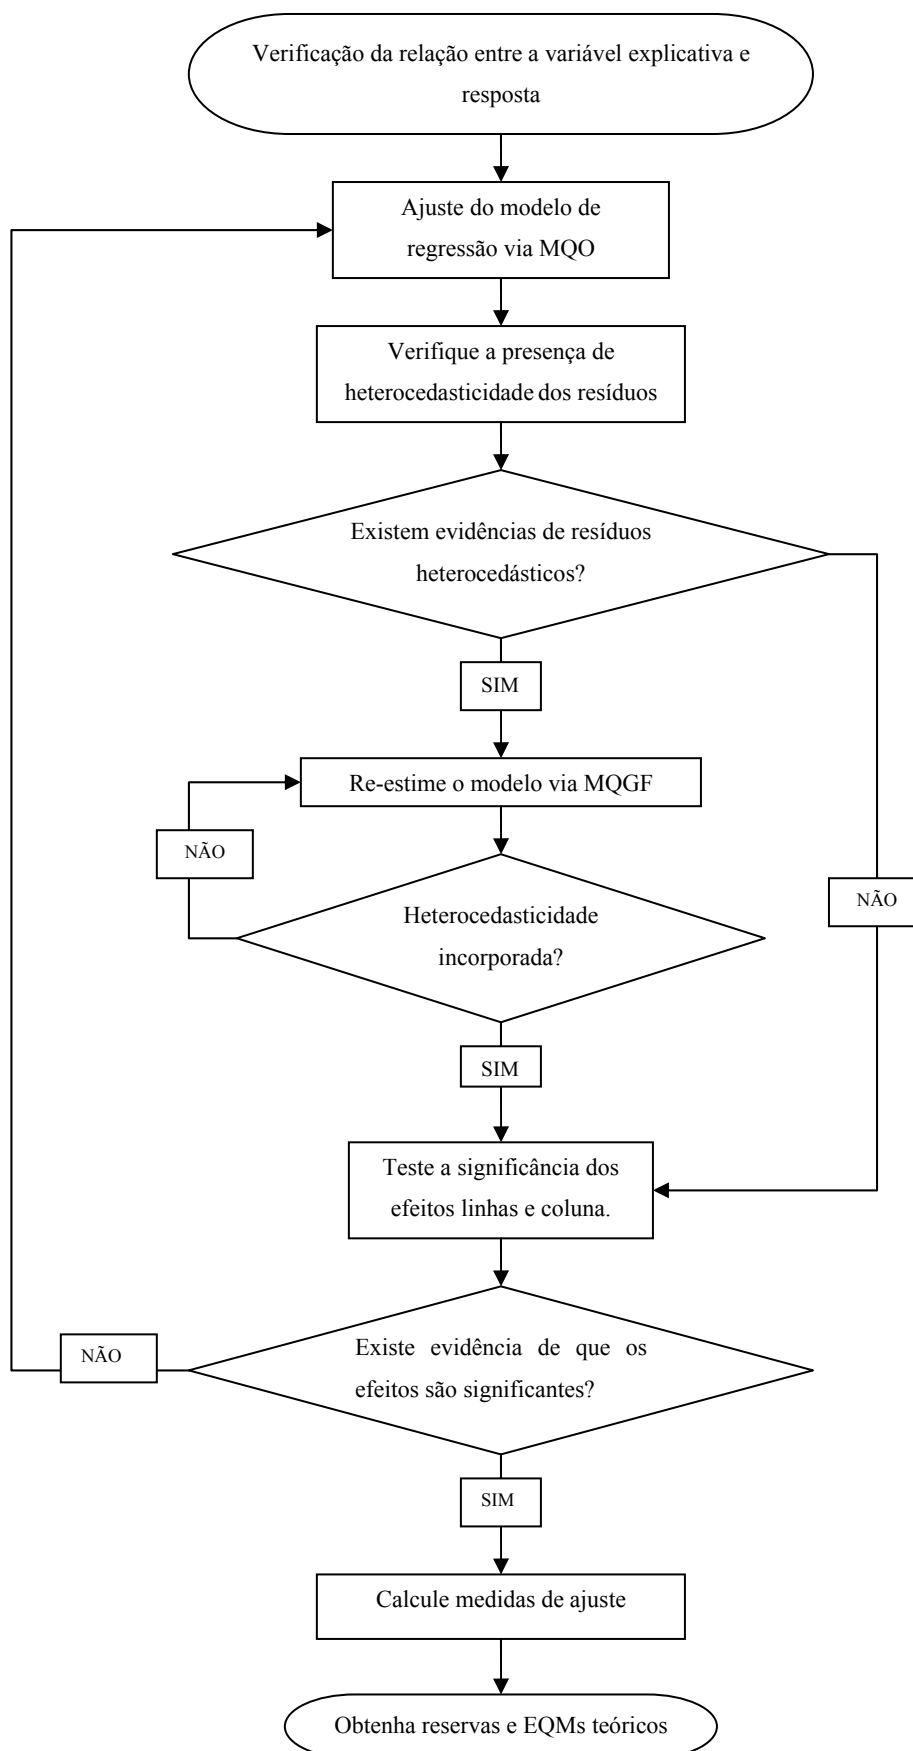 Verificação da relação entre a variável explicativa e
resposta
Ajuste do modelo de
regressão via MQO
Verifique a presença de
heterocedasticidade dos resíduos
Existem evidências de resíduos
heterocedásticos?
SIM
Re-estime o modelo via MQGF
NÃO
NÃO
Heterocedasticidade
incorporada?
SIM
Teste a significância dos
efeitos linhas e coluna.
Existe evidência de que os
efeitos são significantes?
NÃO
SIM
Calcule medidas de ajuste
Obtenha reservas e EQMs teóricos